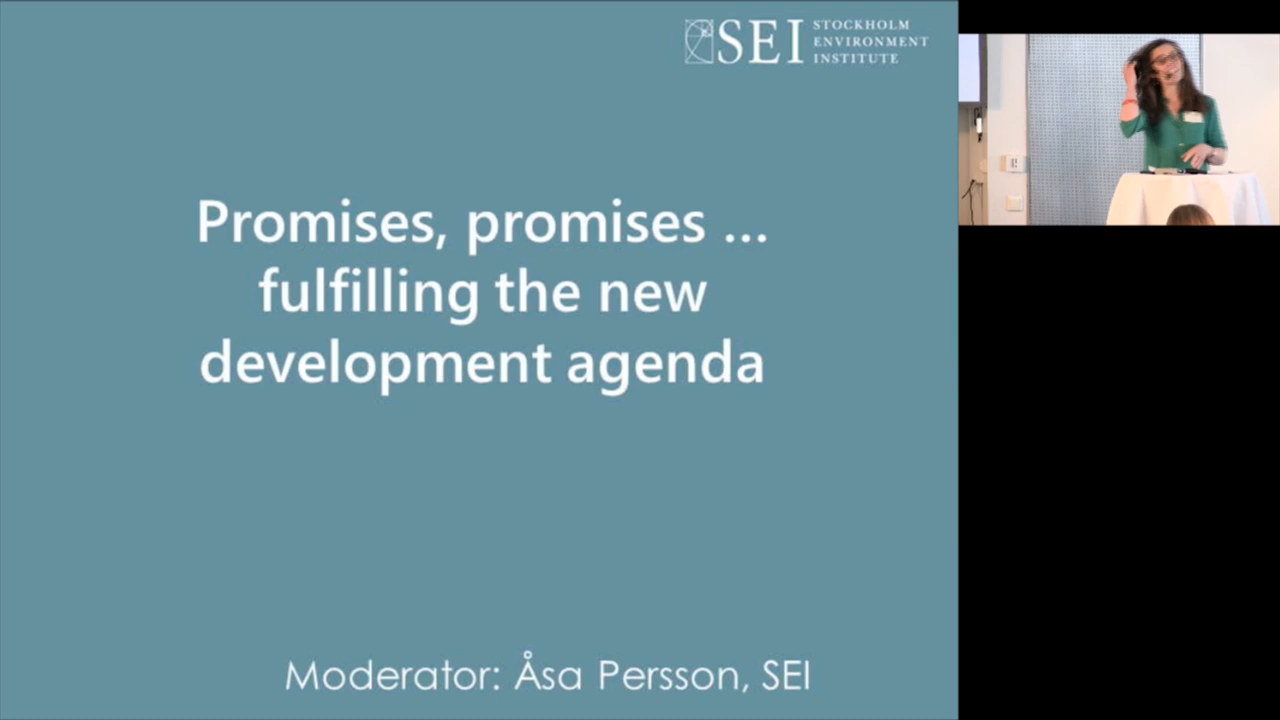 SEI
STOCKHOLM
ENVIRONMENT
INSTITUTE
Promises, promises ...
fulfilling the new
development agenda
Moderator: Åsa Persson, SEI